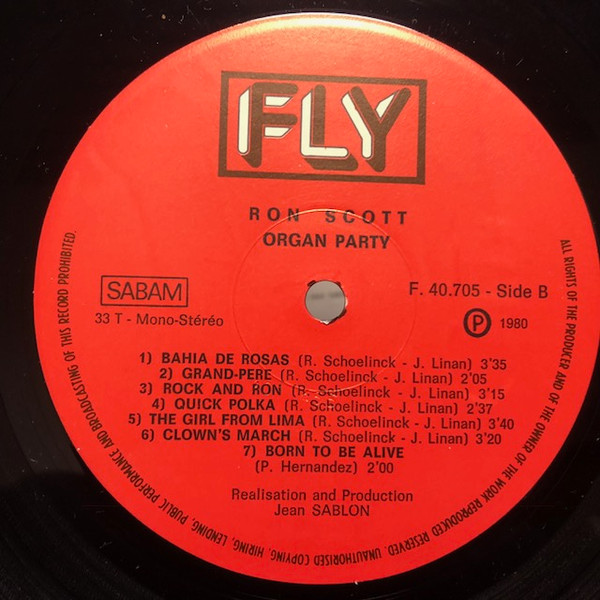 FLY
RON SCOTT
ORGAN PARTY
SABAM
F. 40.705 - Side B
33 T - Mono-Stéréo
P 1980
1) BAHIA DE ROSAS (R. Schoelinck - J. Linan) 3'35
2) GRAND-PERE (R. Schoelinck - J. Linan) 2'05
3) ROCK AND RON (R. Schoelinck - J. Linan) 3'15
4) QUICK POLKA (R. Schoelinck - J. Linan) 2'37
5) THE GIRL FROM LIMA (R. Schoelinck - J. Linan) 3'40
6) CLOWN'S MARCH (R. Schoelinck - J. Linan) 3'20
7) BORN TO BE ALIVE
(P. Hernandez) 2'00
Realisation and Production
Jean SABLON
ALL RIGHTS OF THE PRODUCER AND OF THE OWNER OF THE WORK REPRODUCED RESERVED. UNAUTHORISED COPYING, HIRING, LENDING, PUBLIC PERFORMANCE AND BROADCASTING OF THIS RECORD PROHIBITED.